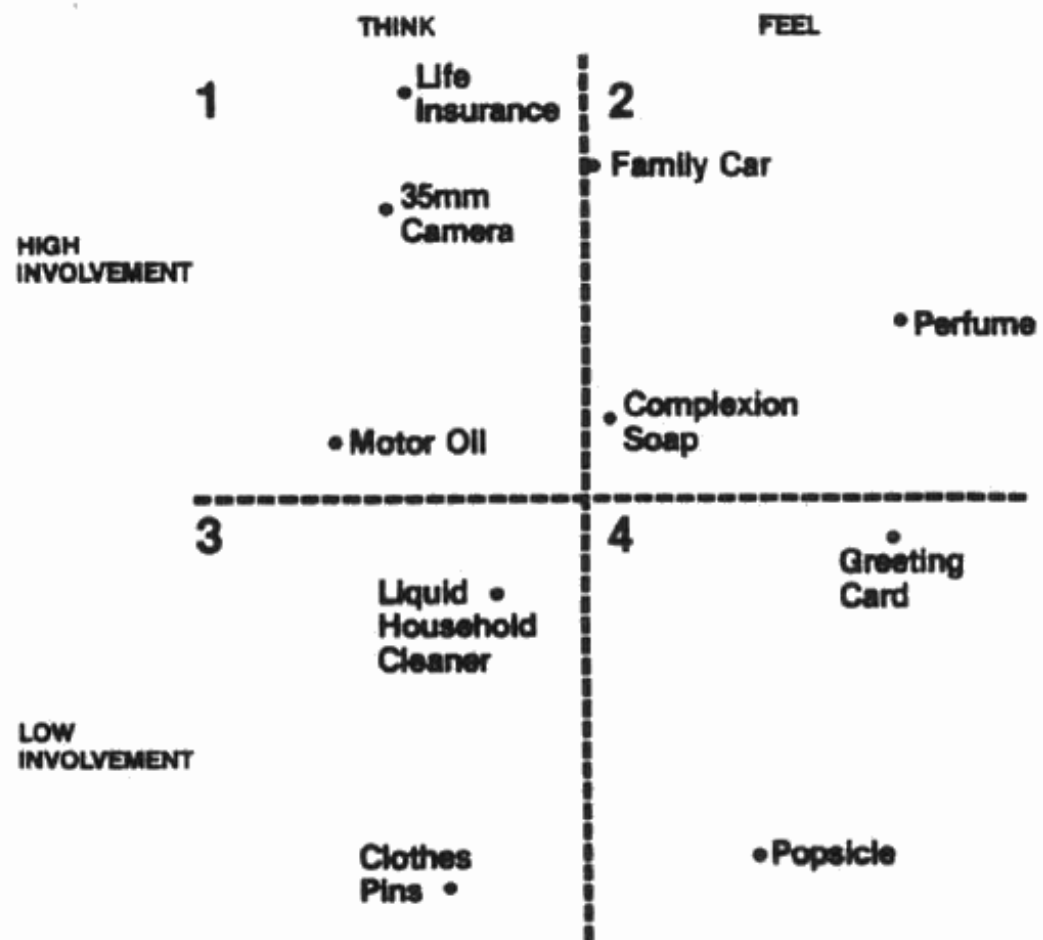 THINK
FEEL
1
Life
Insurance
2
Family Car
35mm
Camera
HIGH
INVOLVEMENT
Perfume
Complexion
Soap
Motor Oil
3
4
Greeting
Card
Liquid
Household
Cleaner
LOW
INVOLVEMENT
Clothes
Pins
Popsicle